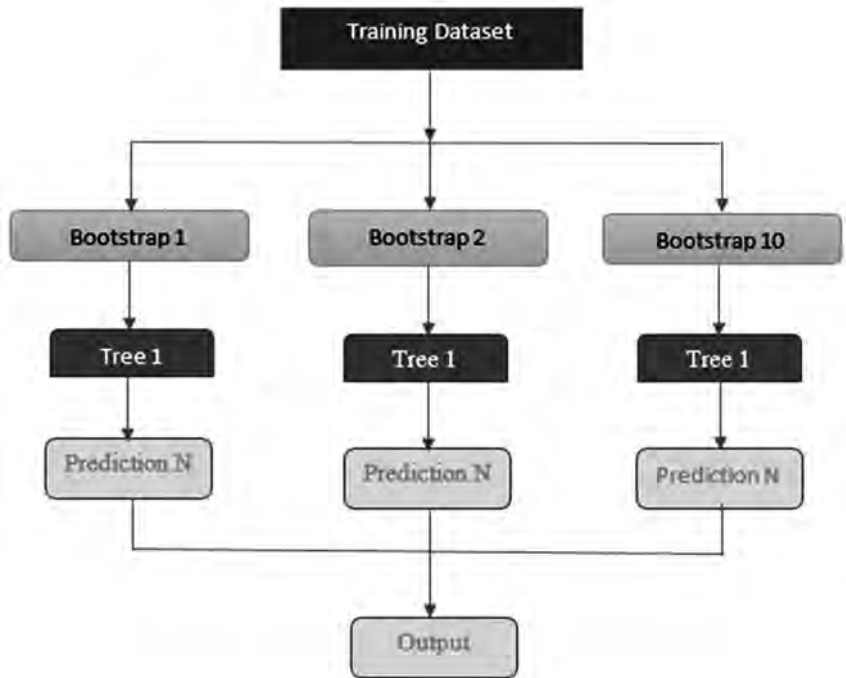 Training Dataset
Bootstrap 1
Bootstrap 2
Bootstrap 10
Tree 1
Tree 1
Tree 1
Prediction N
Prediction N
Prediction N
Output